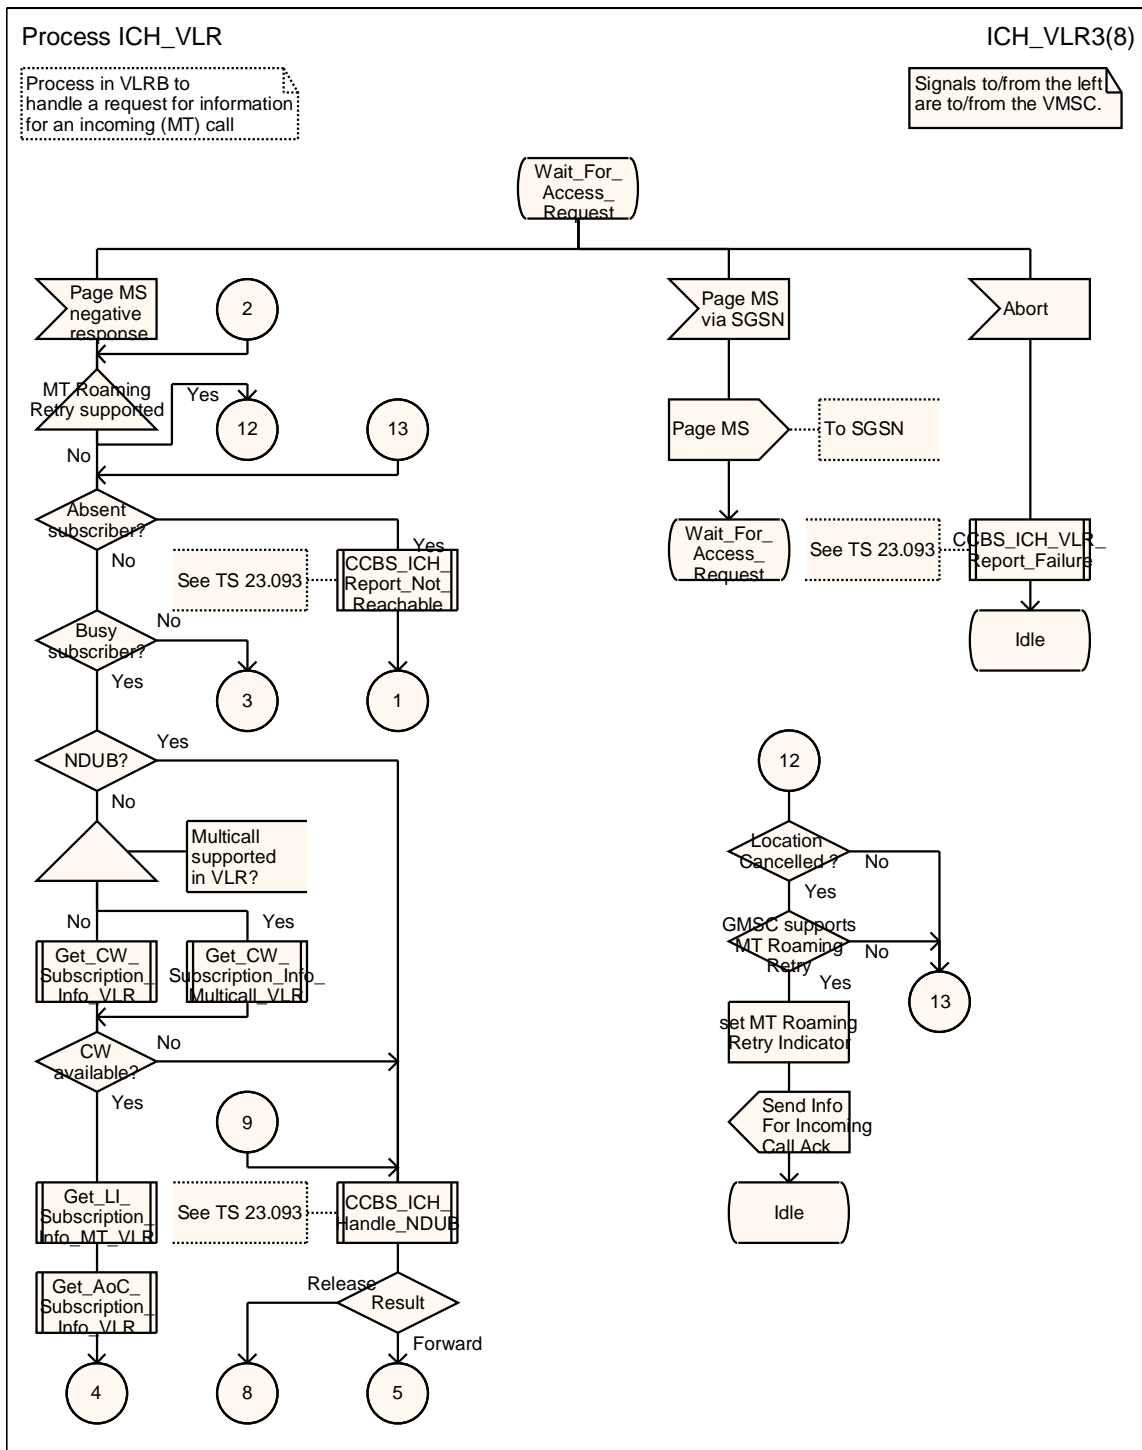 Process ICH_VLR
ICH_VLR3(8)
Process in VLRB to
handle a request for information
for an incoming (MT) call
Signals to/from the left
are to/from the VMSC.
Wait_For_
Access_
Request
Page MS
negative
response
2
Page MS
via SGSN
Abort
MT Roaming
Retry supported
Yes
12
13
No
Page MS
To SGSN
Absent
subscriber?
Yes
No
See TS 23.093
CCBS_ICH_
Report_Not_
Reachable
Wait_For_
Access_
Request
See TS 23.093
CCBS_ICH_VLR_
Report_Failure
Busy
subscriber?
No
Yes
3
1
Idle
NDUB?
Yes
No
Multicall
supported
in VLR?
No
Yes
Get_CW_
Subscription_
Info_VLR
Get_CW_
Subscription_Info_
Multicall_VLR
CW
available?
No
Yes
9
Get_LI_
Subscription_
Info_MT_VLR
See TS 23.093
CCBS_ICH_
Handle_NDUB
Get_AoC_
Subscription_
Info_VLR
Release
Result
Forward
4
8
5
12
Location
Cancelled ?
No
Yes
GMSC supports
MT Roaming
Retry
No
Yes
13
set MT Roaming
Retry Indicator
Send Info
For Incoming
Call Ack
Idle